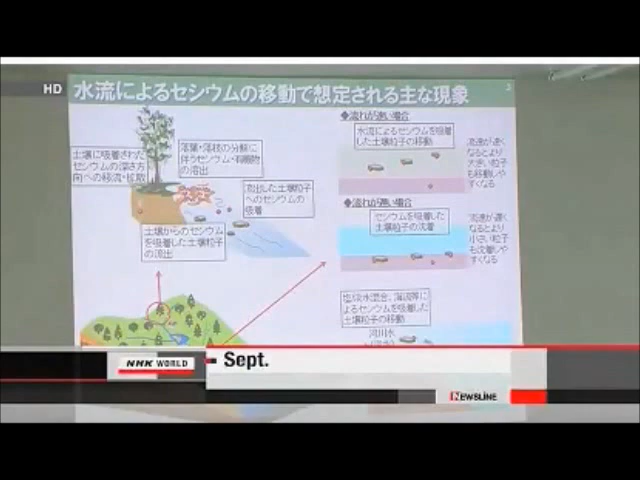 HD
水流によるセシウムの移動で想定される主な現象
3
土壌に吸着された
セシウムの深さ方
向への移流・拡散
落葉・落枝の分解に
伴うセシウム・有機物
の溶出
流出した土壌粒子
へのセシウムの
吸着
土壌からのセシウム
を吸着した土壌粒子
の流出
◆流れが速い場合
水流によるセシウムを吸着
した土壌粒子の移動
流速が速く
なるとより
大きい粒子
も移動しや
すくなる
◆流れが遅い場合
セシウムを吸着した
土壌粒子の沈着
流速が遅く
なるとより
小さい粒子
も沈着しや
すくなる
塩淡水混合、海流等に
よるセシウムを吸着した
土壌粒子の移動
河川水
NHK WORLD
Sept.
NEWSLINE